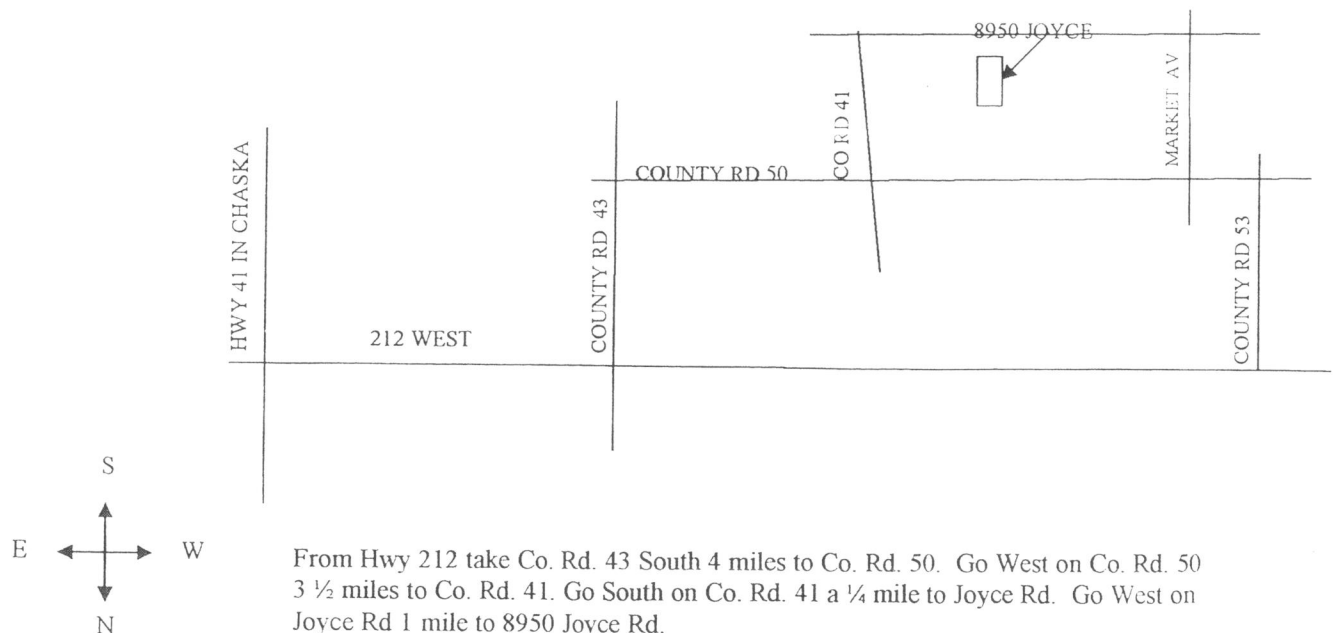 8950 JOYCE
MARKET AV
CO RD 41
HWY 41 IN CHASKA
COUNTY RD 50
COUNTY RD 43
COUNTY RD 53
212 WEST
S
E
W
N
From Hwy 212 take Co. Rd. 43 South 4 miles to Co. Rd. 50. Go West on Co. Rd. 50
3 ½ miles to Co. Rd. 41. Go South on Co. Rd. 41 a ¼ mile to Joyce Rd. Go West on
Joyce Rd 1 mile to 8950 Joyce Rd.